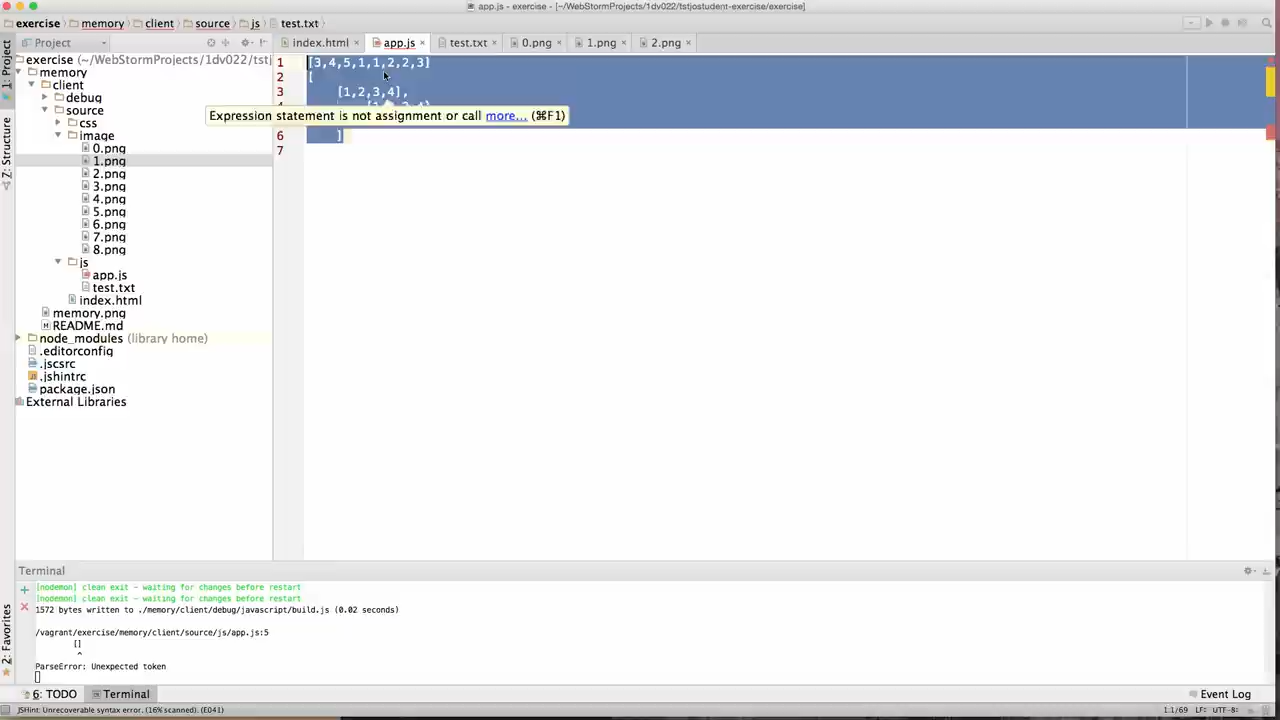 app.js - exercise - [~/WebStormProjects/1dv022/tstjostudent-exercise/exercise]
exercise memory client source js test.txt
Project
index.html app.js test.txt 0.png 1.png 2.png
1: Project
Z: Structure
2: Favorites
exercise (~/WebStormProjects/1dv022/tstjostudent-exercise/exercise
memory
client
debug
source
css
image
0.png
1.png
2.png
3.png
4.png
5.png
6.png
7.png
8.png
js
app.js
test.txt
index.html
memory.png
README.md
node_modules (library home)
.editorconfig
.jscsrc
.jshintrc
package.json
External Libraries
1 [3,4,5,1,1,2,2,3]
2 [
3 [1,2,3,4],
Expression statement is not assignment or call more... (⌘F1)
6 ]
7
Terminal
[nodemon] clean exit - waiting for changes before restart
[nodemon] clean exit - waiting for changes before restart
1572 bytes written to ./memory/client/debug/javascript/build.js (0.02 seconds)
/vagrant/exercise/memory/client/source/js/app.js:5
[]
^
ParseError: Unexpected token
6: TODO Terminal Event Log
JSHint: Unrecoverable syntax error. (16% scanned). (E041) 1:1/69 LF: UTF-8: